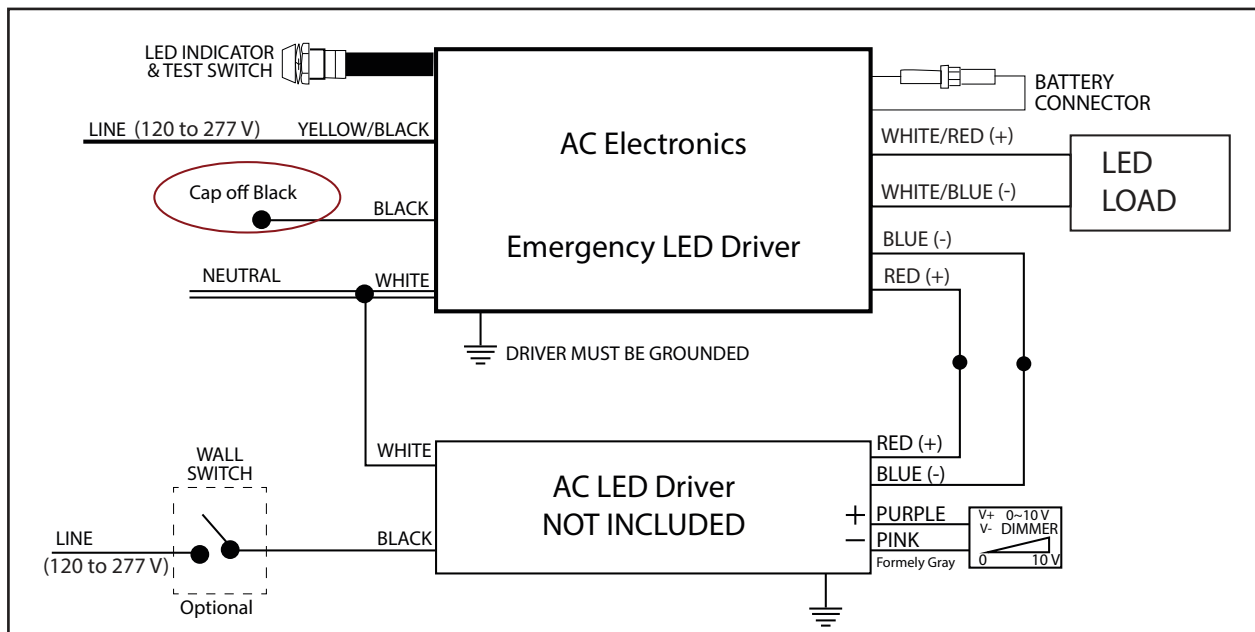 LED INDICATOR
& TEST SWITCH
BATTERY
CONNECTOR
LINE (120 to 277 V) YELLOW/BLACK
AC Electronics
Emergency LED Driver
WHITE/RED (+)
WHITE/BLUE (-)
LED
LOAD
Cap off Black
BLACK
BLUE (-)
RED (+)
NEUTRAL
WHITE
DRIVER MUST BE GROUNDED
WHITE
AC LED Driver
NOT INCLUDED
RED (+)
BLUE (-)
WALL
SWITCH
LINE
(120 to 277 V)
Optional
BLACK
+ PURPLE
– PINK
Formely Gray
V+ 0~10 V
V- DIMMER
0 10 V